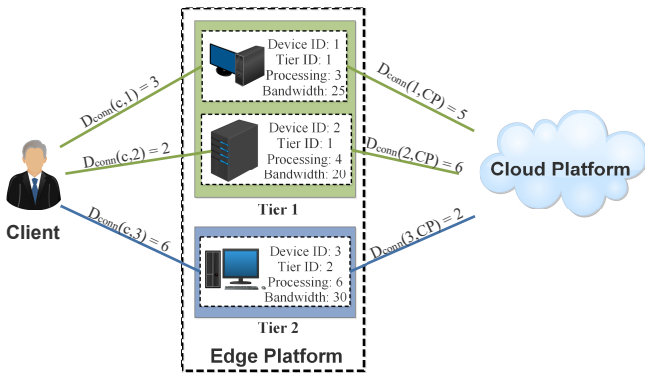 Device ID: 1
Tier ID: 1
Processing: 3
Bandwidth: 25
Dconn(c,1) = 3
Dconn(1,CP) = 5
Device ID: 2
Tier ID: 1
Processing: 4
Bandwidth: 20
Dconn(c,2) = 2
Dconn(2,CP) = 6
Cloud Platform
Tier 1
Client
Dconn(c,3) = 6
Dconn(3,CP) = 2
Device ID: 3
Tier ID: 2
Processing: 6
Bandwidth: 30
Tier 2
Edge Platform